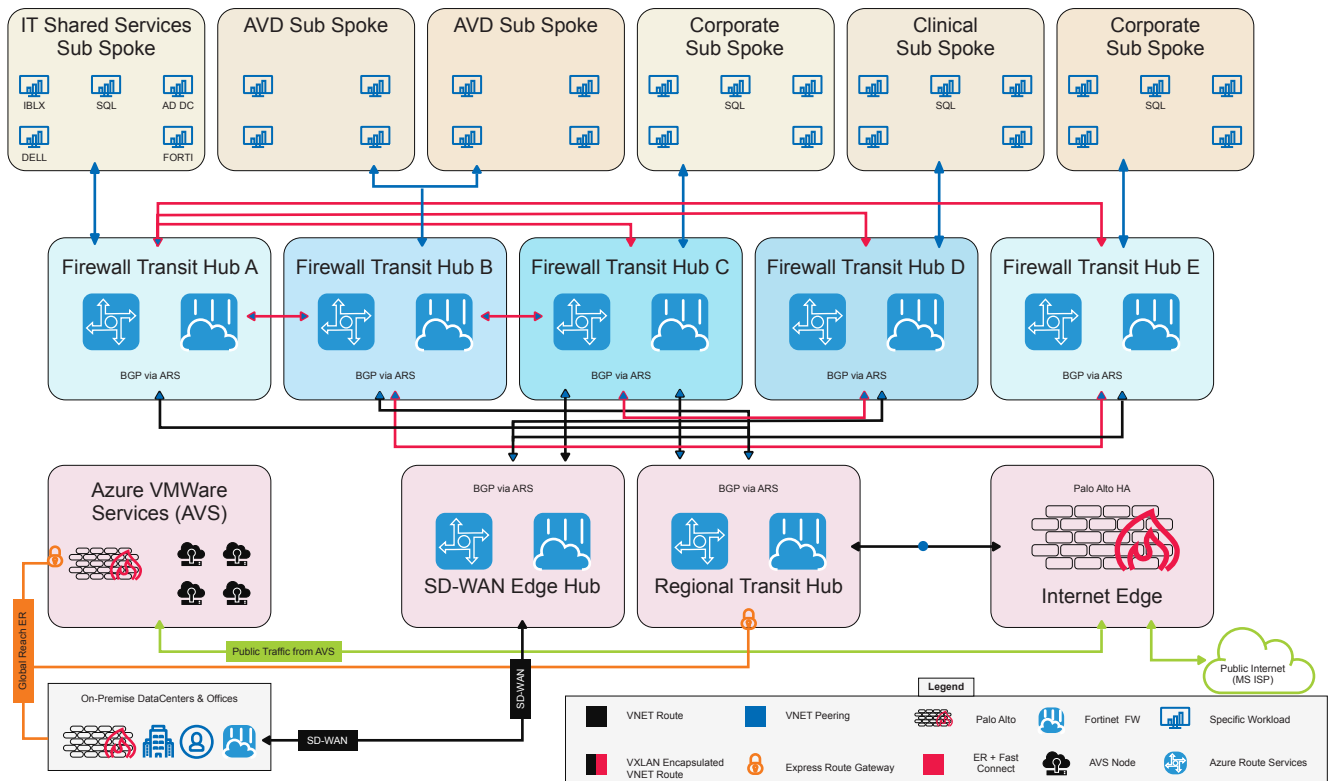 IT Shared Services
Sub Spoke
IBLX
SQL
AD DC
DELL
FORTI
AVD Sub Spoke
AVD Sub Spoke
Corporate
Sub Spoke
SQL
Clinical
Sub Spoke
SQL
Corporate
Sub Spoke
SQL
Firewall Transit Hub A
BGP via ARS
Firewall Transit Hub B
BGP via ARS
Firewall Transit Hub C
BGP via ARS
Firewall Transit Hub D
BGP via ARS
Firewall Transit Hub E
BGP via ARS
Azure VMWare
Services (AVS)
BGP via ARS
SD-WAN Edge Hub
BGP via ARS
Regional Transit Hub
Palo Alto HA
Internet Edge
Global Reach ER
Public Traffic from AVS
SD-WAN
Public Internet
(MS ISP)
On-Premise DataCenters & Offices
SD-WAN
Legend
VNET Route
VNET Peering
Palo Alto
Fortinet FW
Specific Workload
VXLAN Encapsulated
VNET Route
Express Route Gateway
ER + Fast
Connect
AVS Node
Azure Route Services